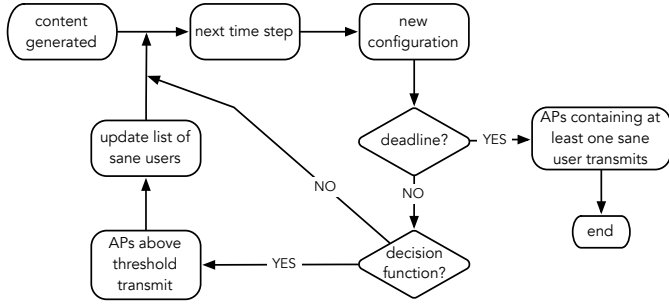 content
generated
next time step
new
configuration
deadline?
YES
APs containing at
least one sane
user transmits
update list of
sane users
NO
NO
end
APs above
threshold
transmit
YES
decision
function?